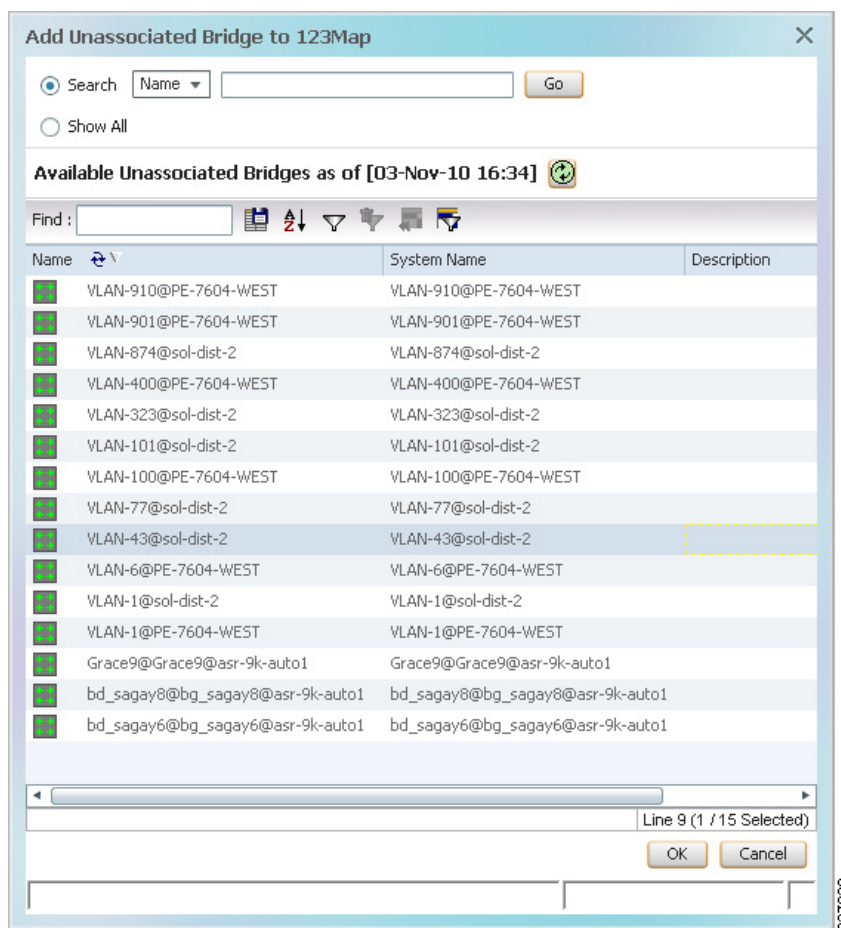 Add Unassociated Bridge to 123Map
Search Name Go
Show All
Available Unassociated Bridges as of [03-Nov-10 16:34]
Find :
Name System Name Description
VLAN-910@PE-7604-WEST VLAN-910@PE-7604-WEST
VLAN-901@PE-7604-WEST VLAN-901@PE-7604-WEST
VLAN-874@sol-dist-2 VLAN-874@sol-dist-2
VLAN-400@PE-7604-WEST VLAN-400@PE-7604-WEST
VLAN-323@sol-dist-2 VLAN-323@sol-dist-2
VLAN-101@sol-dist-2 VLAN-101@sol-dist-2
VLAN-100@PE-7604-WEST VLAN-100@PE-7604-WEST
VLAN-77@sol-dist-2 VLAN-77@sol-dist-2
VLAN-43@sol-dist-2 VLAN-43@sol-dist-2
VLAN-6@PE-7604-WEST VLAN-6@PE-7604-WEST
VLAN-1@sol-dist-2 VLAN-1@sol-dist-2
VLAN-1@PE-7604-WEST VLAN-1@PE-7604-WEST
Grace9@Grace9@asr-9k-auto1 Grace9@Grace9@asr-9k-auto1
bd_sagay8@bg_sagay8@asr-9k-auto1 bd_sagay8@bg_sagay8@asr-9k-auto1
bd_sagay6@bg_sagay6@asr-9k-auto1 bd_sagay6@bg_sagay6@asr-9k-auto1
Line 9 (1 / 15 Selected)
OK Cancel